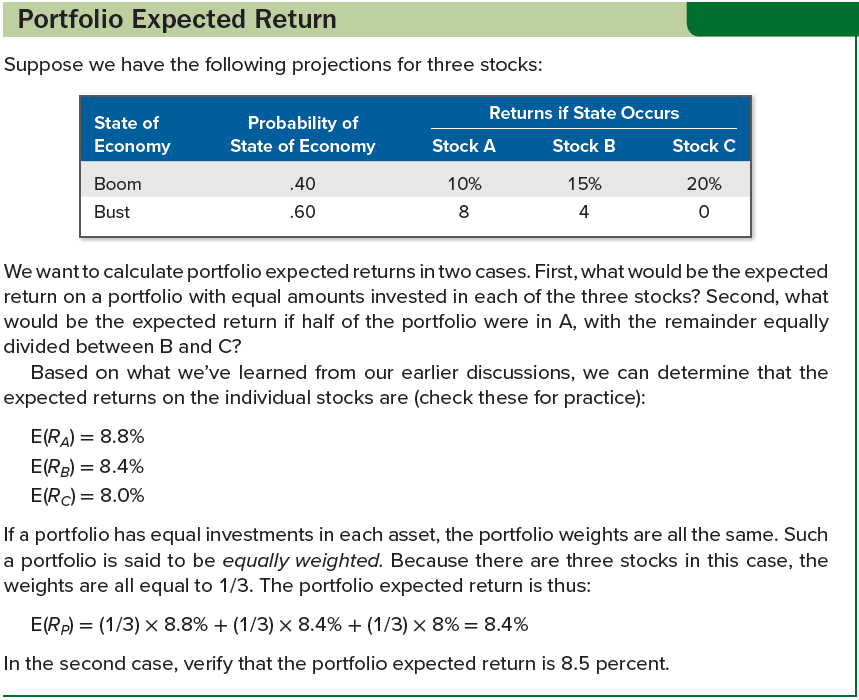 Portfolio Expected Return
Suppose we have the following projections for three stocks:
Returns if State Occurs
State of Economy Probability of State of Economy Stock A Stock B Stock C
Boom .40 10% 15% 20%
Bust .60 8 4 0
We want to calculate portfolio expected returns in two cases. First, what would be the expected
return on a portfolio with equal amounts invested in each of the three stocks? Second, what
would be the expected return if half of the portfolio were in A, with the remainder equally
divided between B and C?
Based on what we’ve learned from our earlier discussions, we can determine that the
expected returns on the individual stocks are (check these for practice):
E(R_A) = 8.8%
E(R_B) = 8.4%
E(R_C) = 8.0%
If a portfolio has equal investments in each asset, the portfolio weights are all the same. Such
a portfolio is said to be equally weighted. Because there are three stocks in this case, the
weights are all equal to 1/3. The portfolio expected return is thus:
E(R_P) = (1/3) × 8.8% + (1/3) × 8.4% + (1/3) × 8% = 8.4%
In the second case, verify that the portfolio expected return is 8.5 percent.